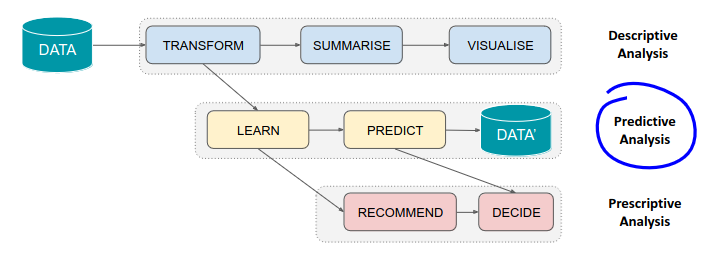 DATA
TRANSFORM
SUMMARISE
VISUALISE
Descriptive
Analysis
LEARN
PREDICT
DATA'
Predictive
Analysis
RECOMMEND
DECIDE
Prescriptive
Analysis